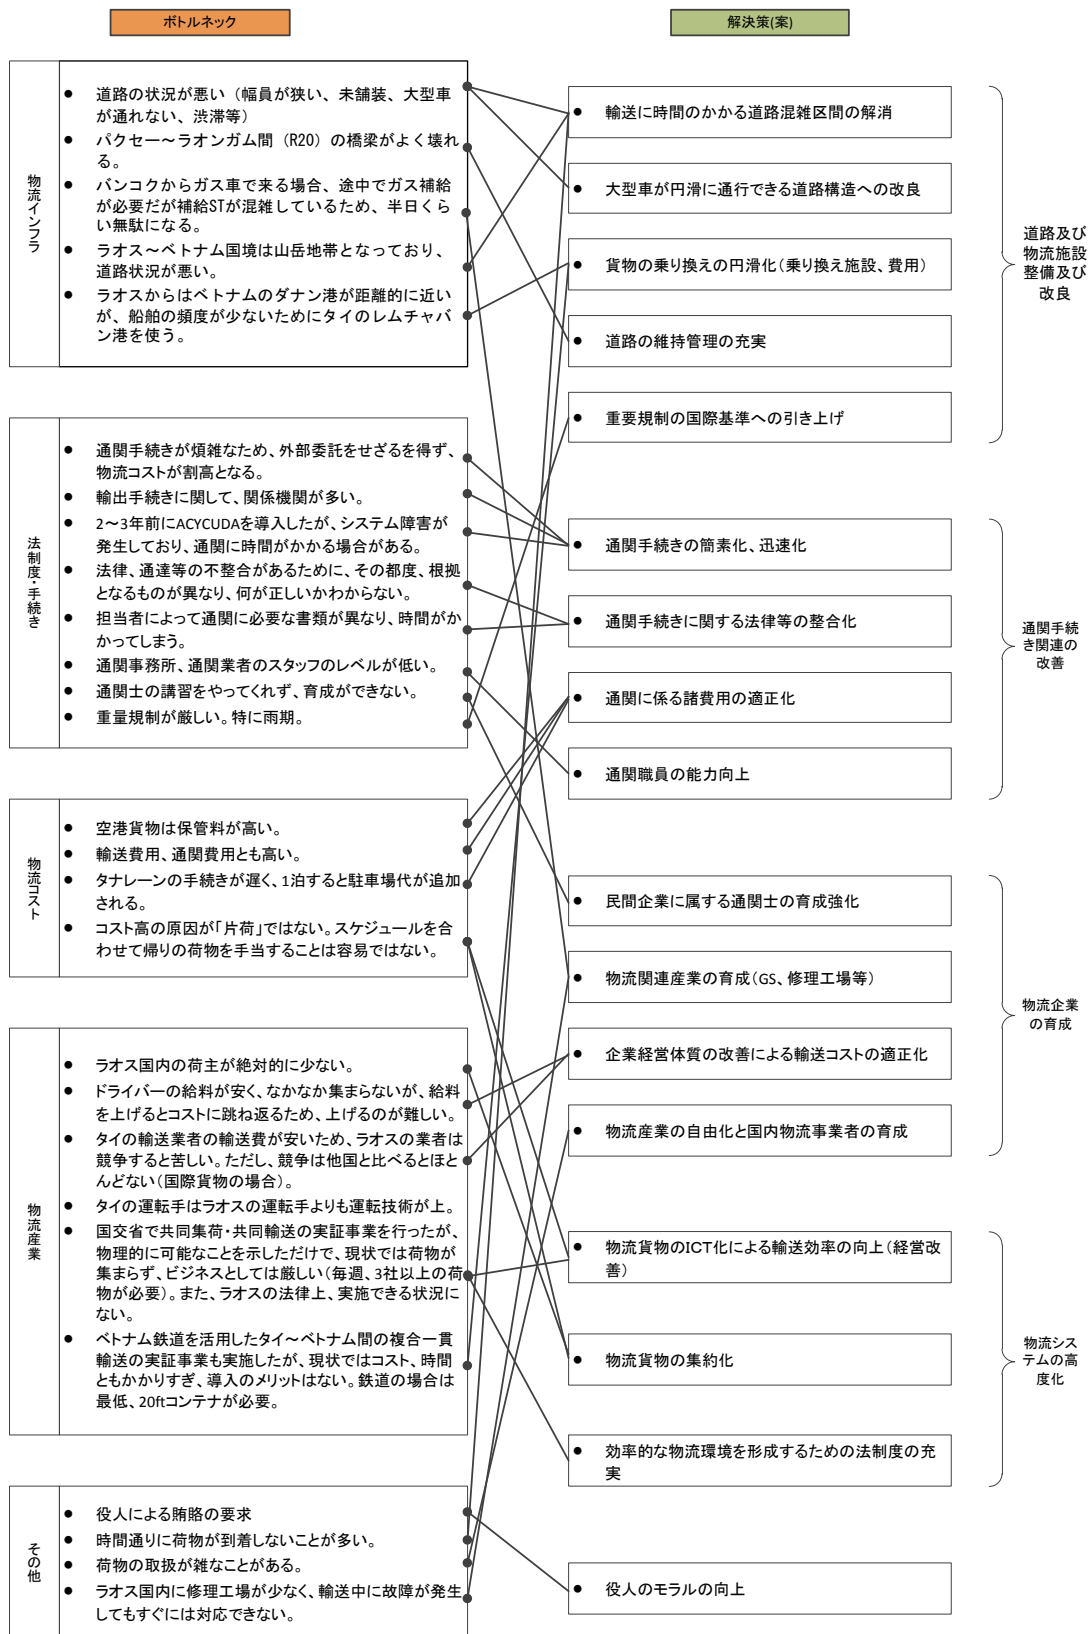 ボトルネック
解決策(案)
物流インフラ
● 道路の状況が悪い（幅員が狭い、未舗装、大型車
が通れない、渋滞等）
● パクセー～ラオンガム間（R20）の橋梁がよく壊れ
る。
● バンコクからガス車で来る場合、途中でガス補給
が必要だが補給STが混雑しているため、半日くら
い無駄になる。
● ラオス～ベトナム国境は山岳地帯となっており、
道路状況が悪い。
● ラオスからはベトナムのダナン港が距離的に近い
が、船舶の頻度が少ないためにタイのレムチャバ
ン港を使う。
法制度・手続き
● 通関手続きが煩雑なため、外部委託をせざるを得ず、
物流コストが割高となる。
● 輸出手続きに関して、関係機関が多い。
● 2～3年前にACYCUDAを導入したが、システム障害が
発生しており、通関に時間がかかる場合がある。
● 法律、通達等の不整合があるために、その都度、根拠
となるものが異なり、何が正しいかわからない。
● 担当者によって通関に必要な書類が異なり、時間がか
かってしまう。
● 通関事務所、通関業者のスタッフのレベルが低い。
● 通関士の講習をやってくれず、育成ができない。
● 重量規制が厳しい。特に雨期。
物流コスト
● 空港貨物は保管料が高い。
● 輸送費用、通関費用とも高い。
● タナレーンの手続きが遅く、1泊すると駐車場代が追加
される。
● コスト高の原因が「片荷」ではない。スケジュールを合
わせて帰りの荷物を手当することは容易ではない。
物流産業
● ラオス国内の荷主が絶対的に少ない。
● ドライバーの給料が安く、なかなか集まらないが、給料
を上げるとコストに跳ね返るため、上げるのが難しい。
● タイの輸送業者の輸送費が安いため、ラオスの業者は
競争すると苦しい。ただし、競争は他国と比べるとほと
んどない（国際貨物の場合）。
● タイの運転手はラオスの運転手よりも運転技術が上。
● 国交省で共同集荷・共同輸送の実証事業を行ったが、
物理的に可能なことを示しただけで、現状では荷物が
集まらず、ビジネスとしては厳しい（毎週、3社以上の荷
物が必要）。また、ラオスの法律上、実施できる状況に
ない。
● ベトナム鉄道を活用したタイ～ベトナム間の複合一貫
輸送の実証事業も実施したが、現状ではコスト、時間
ともかかりすぎ、導入のメリットはない。鉄道の場合は
最低、20ftコンテナが必要。
その他
● 役人による賄賂の要求
● 時間通りに荷物が到着しないことが多い。
● 荷物の取扱が雑なことがある。
● ラオス国内に修理工場が少なく、輸送中に故障が発生
してもすぐには対応できない。
● 輸送に時間のかかる道路混雑区間の解消
● 大型車が円滑に通行できる道路構造への改良
● 貨物の乗り換えの円滑化（乗り換え施設、費用）
● 道路の維持管理の充実
● 重要規制の国際基準への引き上げ
道路及び
物流施設
整備及び
改良
● 通関手続きの簡素化、迅速化
● 通関手続きに関する法律等の整合化
● 通関に係る諸費用の適正化
● 通関職員の能力向上
通関手続
き関連の
改善
● 民間企業に属する通関士の育成強化
● 物流関連産業の育成（GS、修理工場等）
● 企業経営体質の改善による輸送コストの適正化
● 物流産業の自由化と国内物流事業者の育成
物流企業
の育成
● 物流貨物のICT化による輸送効率の向上（経営改
善）
● 物流貨物の集約化
● 効率的な物流環境を形成するための法制度の充
実
物流シス
テムの高
度化
● 役人のモラルの向上